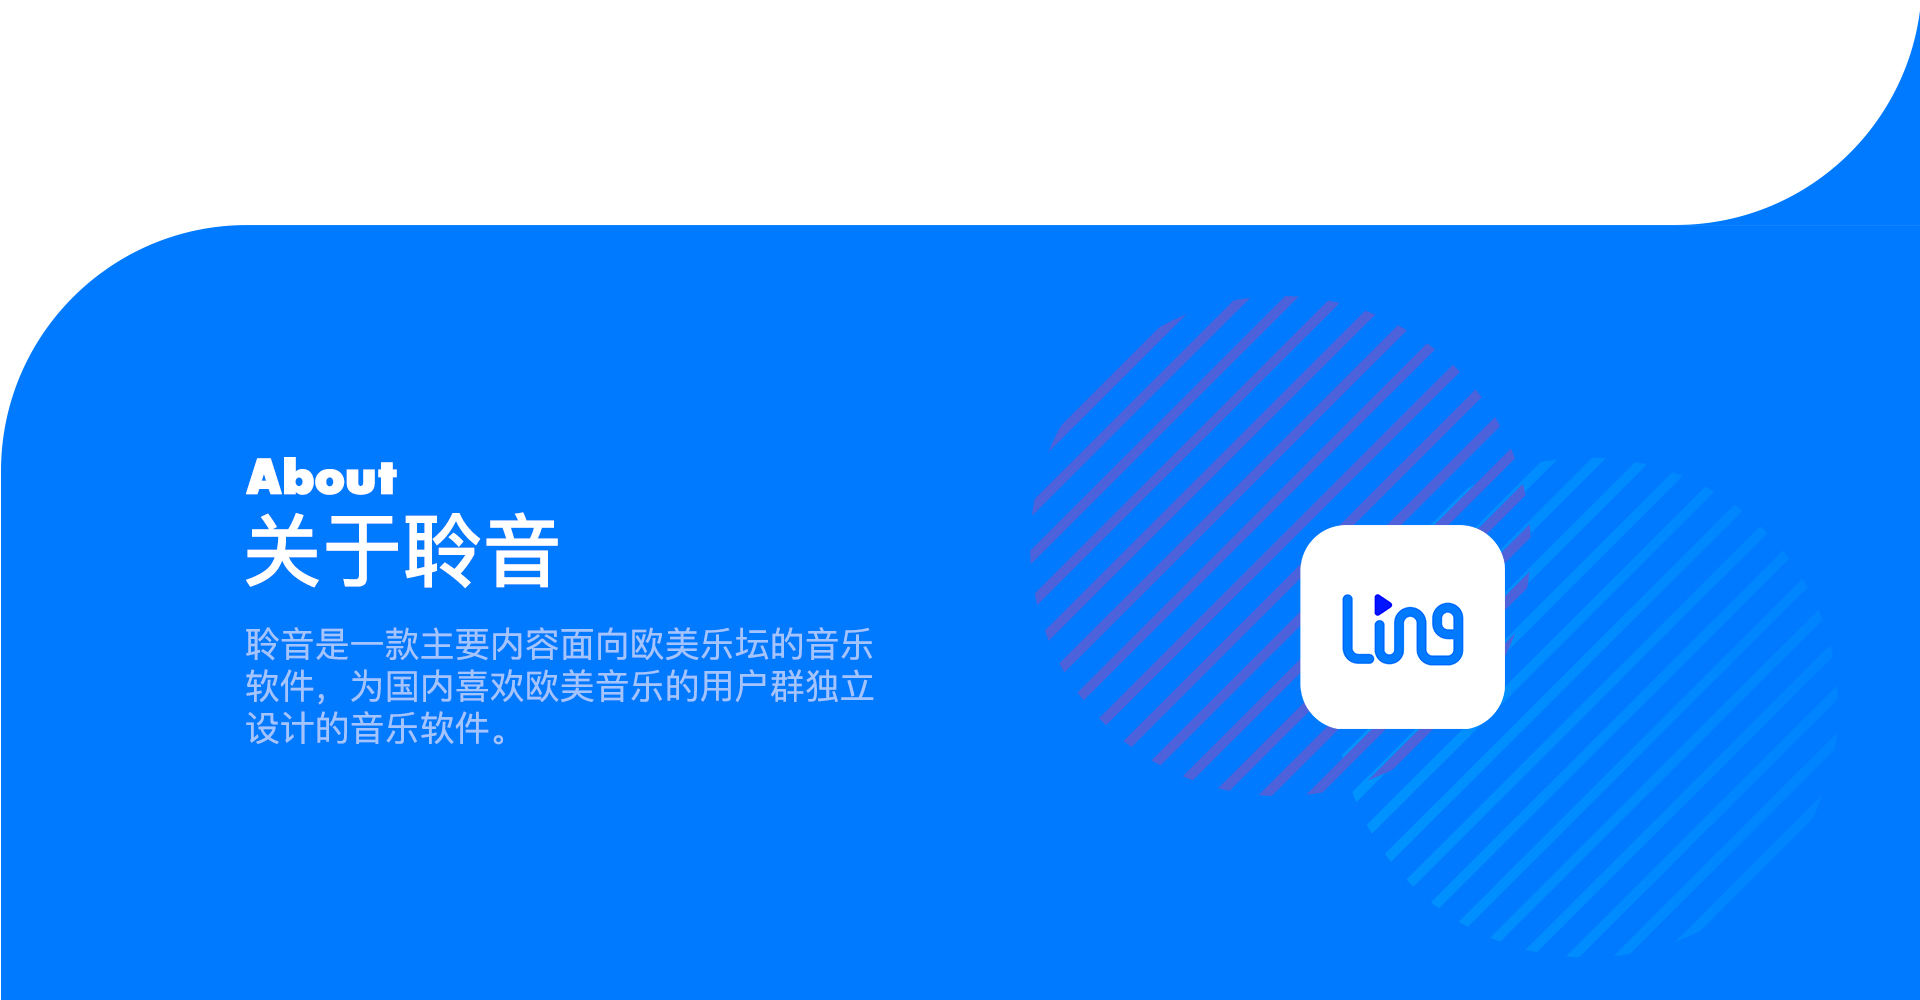 About
关于聆音
聆音是一款主要内容面向欧美乐坛的音乐
软件，为国内喜欢欧美音乐的用户群独立
设计的音乐软件。
Ling